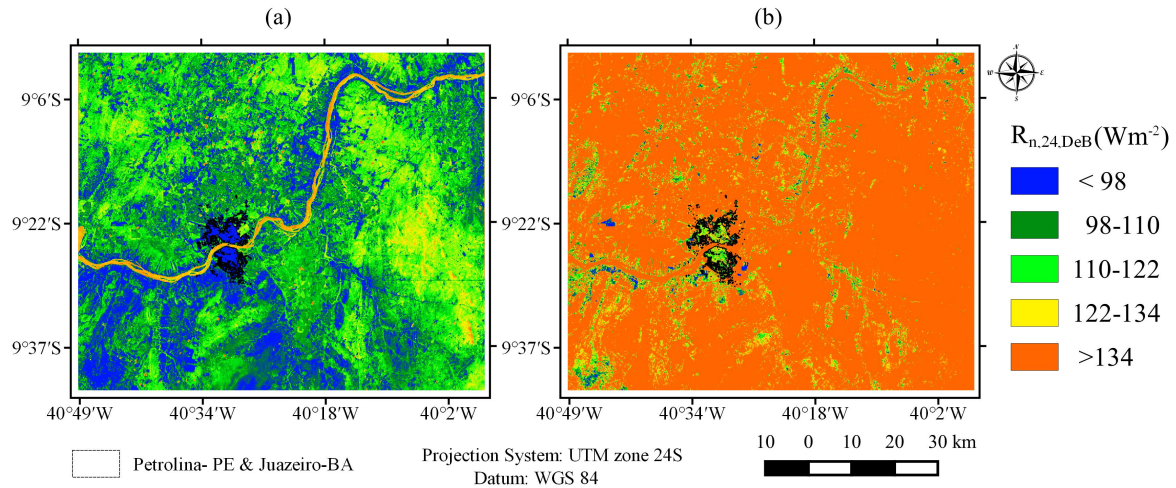 (a) (b)
9°6'S 9°6'S
9°22'S 9°22'S
9°37'S 9°37'S
40°49'W 40°34'W 40°18'W 40°2'W 40°49'W 40°34'W 40°18'W 40°2'W
N
W E
S
Rn,24,DeB(Wm-2)
< 98
98-110
110-122
122-134
>134
Petrolina- PE & Juazeiro-BA
Projection System: UTM zone 24S
Datum: WGS 84
10 0 10 20 30 km